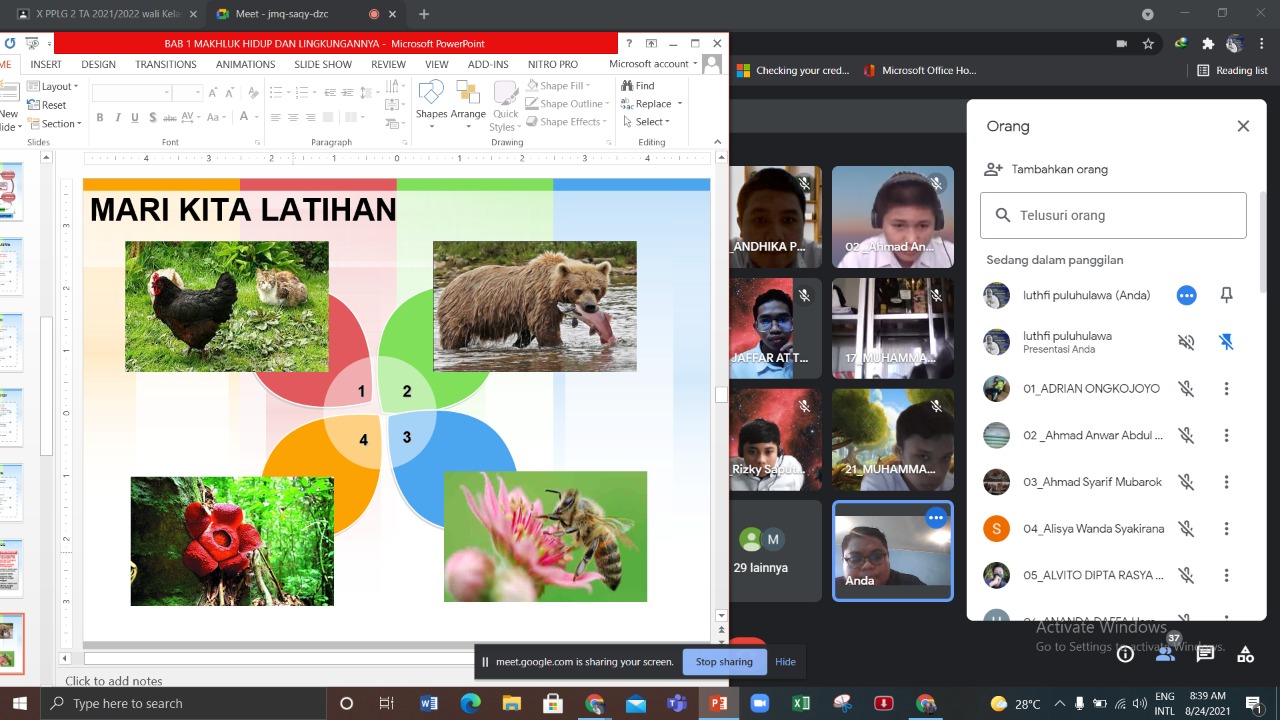 X PPLG 2 TA 2021/2022 wali Kela
Meet - jmq-saqy-dzc
BAB 1 MAKHLUK HIDUP DAN LINGKUNGANNYA - Microsoft PowerPoint
ME INSERT DESIGN TRANSITIONS ANIMATIONS SLIDE SHOW REVIEW VIEW ADD-INS NITRO PRO Microsoft account
Checking your cred...
Microsoft Office Ho...
Reading list
New
lide
Layout
Reset
Section
Slides
Font
Paragraph
Shapes
Arrange
Quick
Styles
Shape Fill
Shape Outline
Shape Effects
Drawing
Find
Replace
Select
Editing
MARI KITA LATIHAN
1
2
4
3
Click to add notes
_ANDHIKA P...
02 _Ahmad An...
JAFFAR AT T...
17_MUHAMMA...
Rizky Saput...
21_MUHAMMA...
M
29 lainnya
Anda
Orang
Tambahkan orang
Telusuri orang
Sedang dalam panggilan
luthfi puluhulawa (Anda)
luthfi puluhulawa
Presentasi Anda
01_ADRIAN ONGKOJOYO
02 _Ahmad Anwar Abdul ...
03_Ahmad Syarif Mubarok
S
04_Alisya Wanda Syakirana
05_ALVITO DIPTA RASYA ...
Activate Windows
Go to Settings to activate Windows.
37
meet.google.com is sharing your screen.
Stop sharing
Hide
Type here to search
28°C
ENG
INTL
8:39 AM
8/24/2021